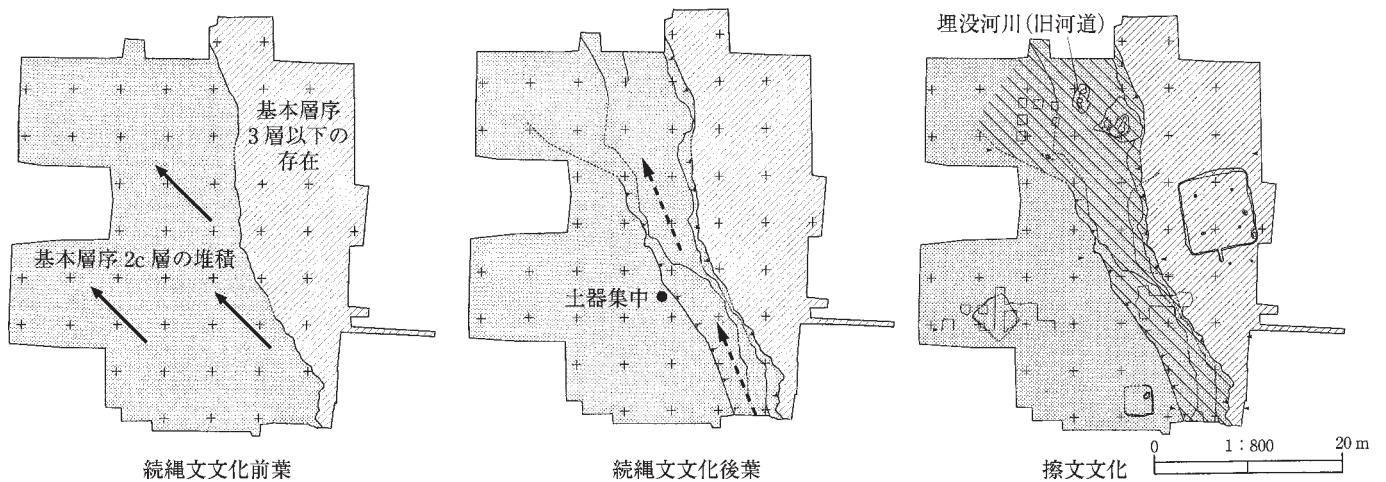 基本層序
3層以下の
存在
基本層序2c層の堆積
続縄文文化前葉
土器集中
続縄文文化後葉
埋没河川(旧河道)
擦文文化
0
1:800
20 m